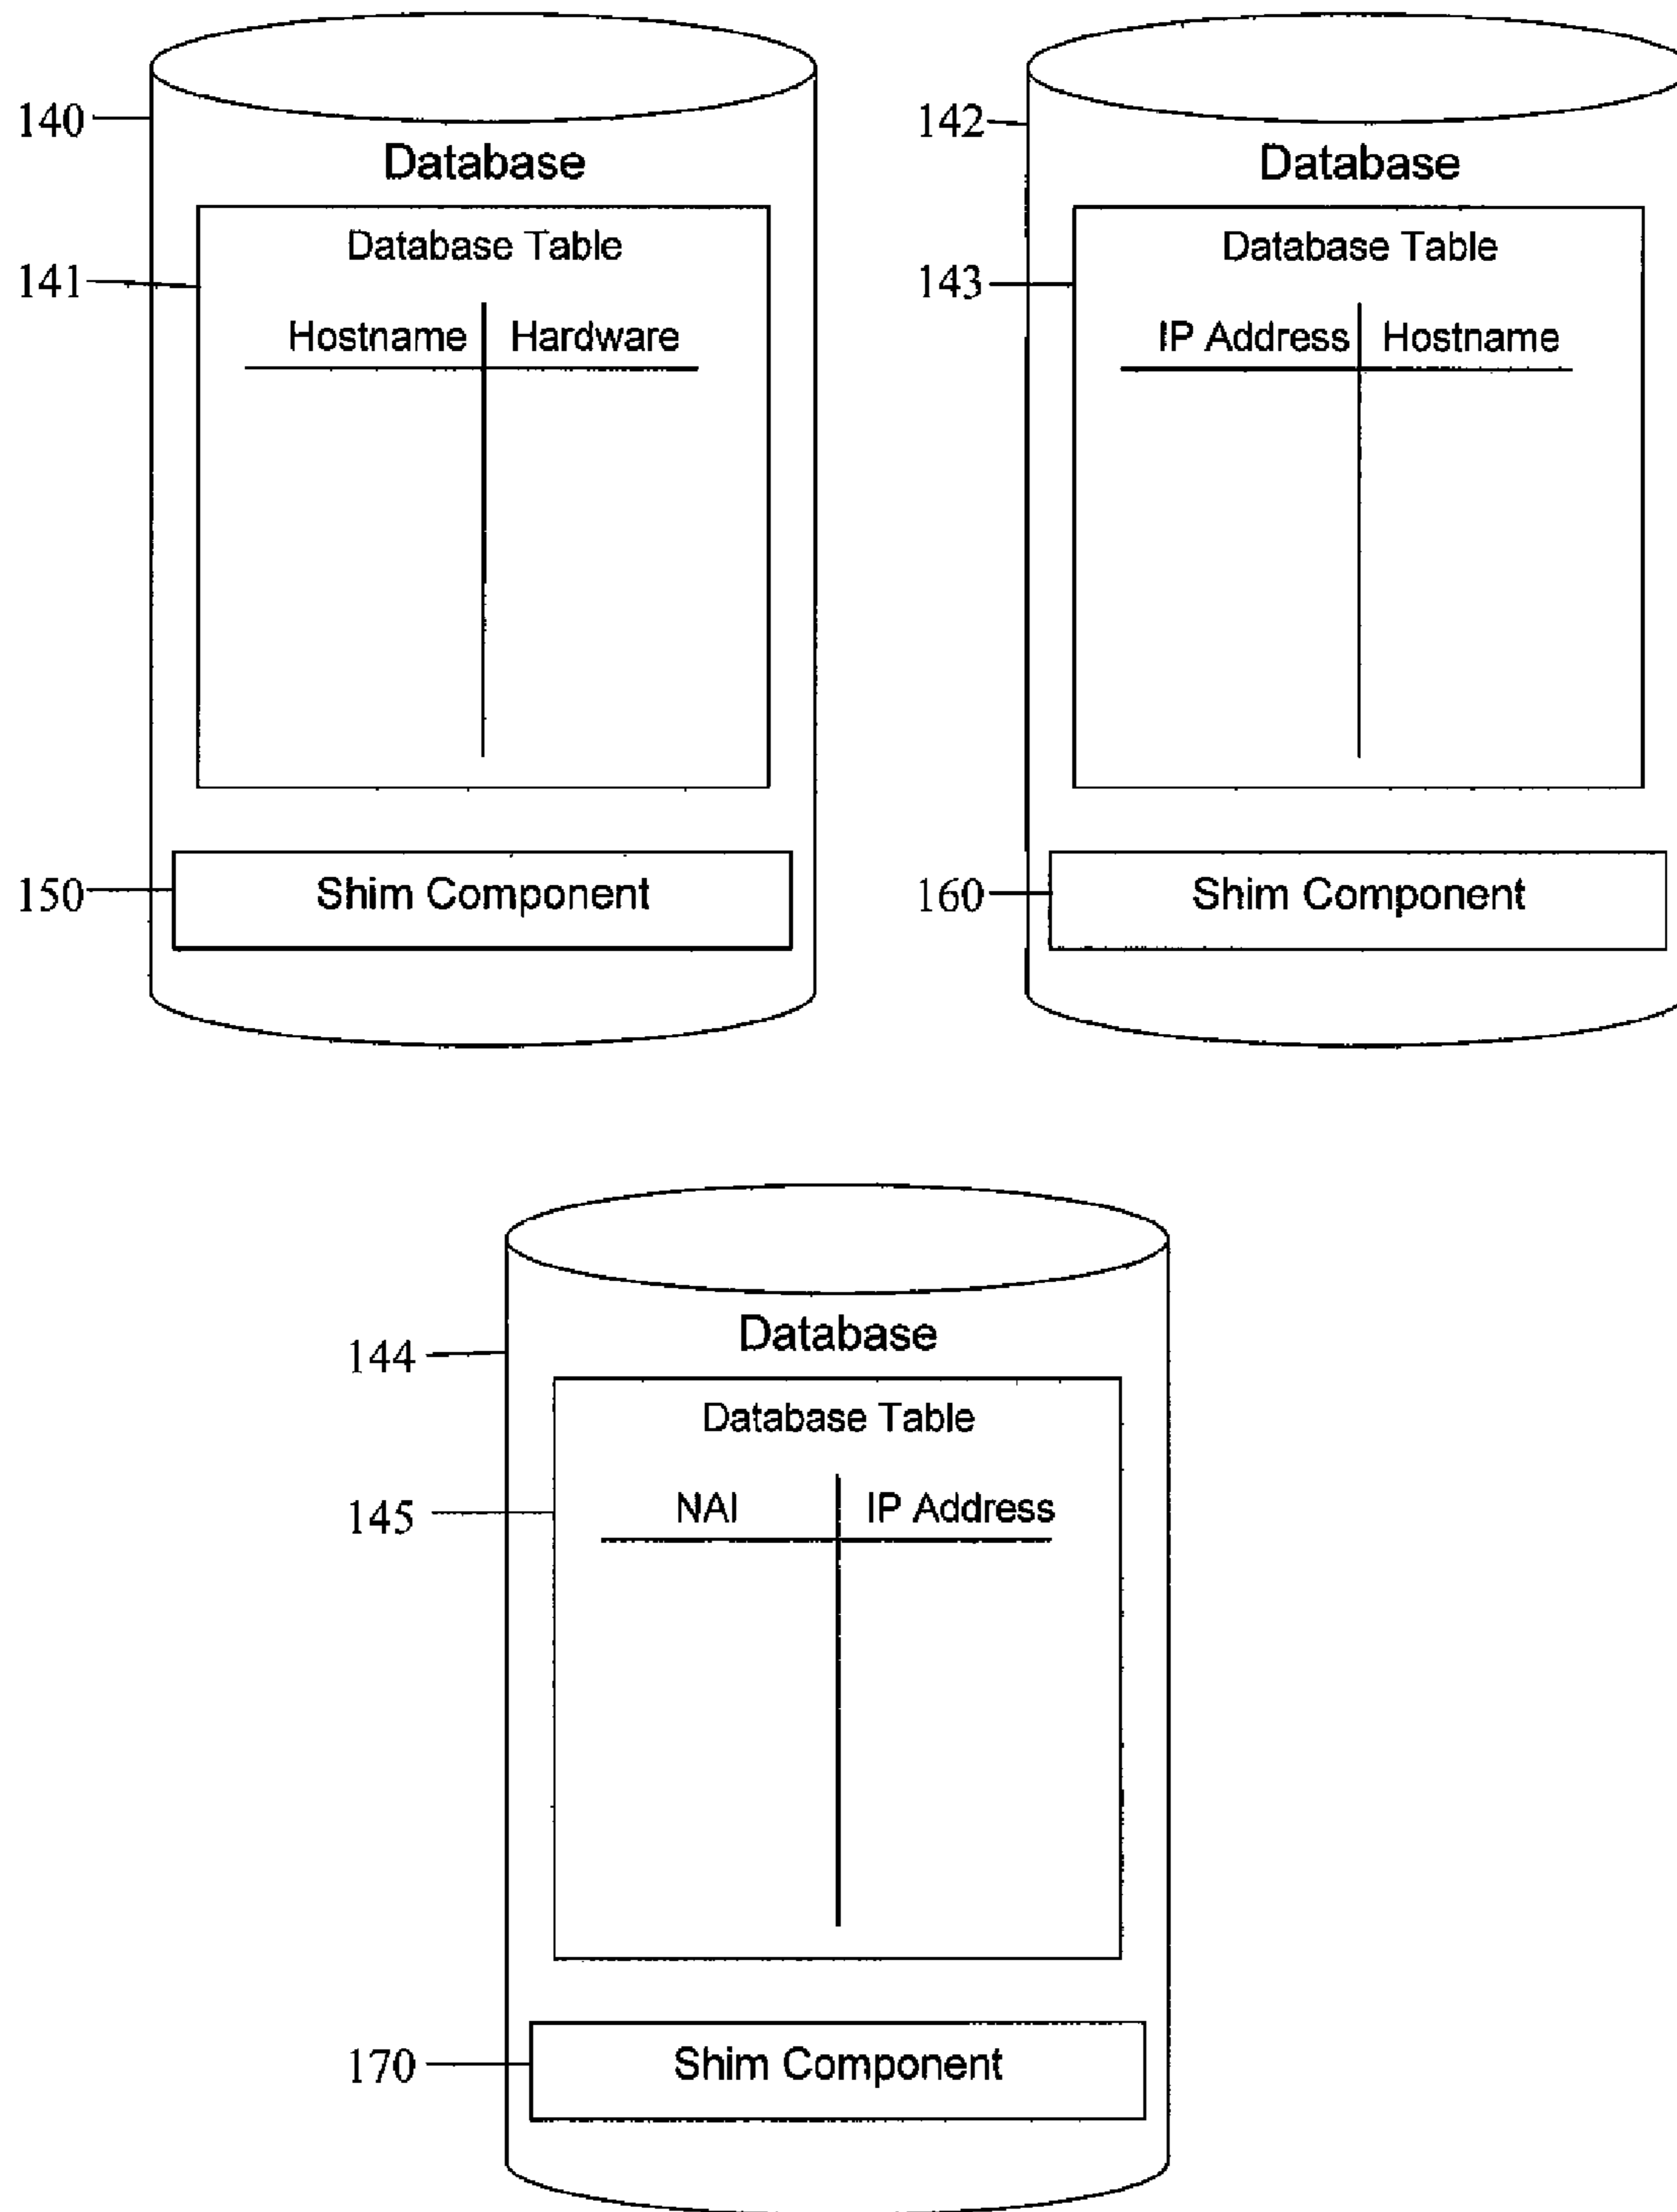 140
Database
Database Table
141
Hostname Hardware
150
Shim Component
142
Database
Database Table
143
IP Address Hostname
160
Shim Component
144
Database
Database Table
145
NAI IP Address
170
Shim Component